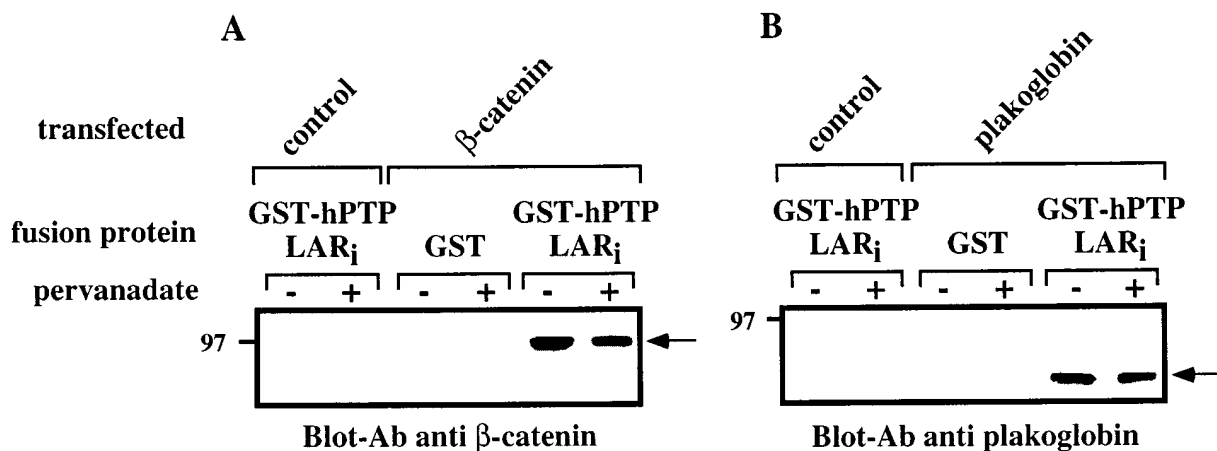 A
B
transfected
control
β-catenin
control
plakoglobin
fusion protein
GST-hPTP
LARi
GST
GST-hPTP
LARi
GST-hPTP
LARi
GST
GST-hPTP
LARi
pervanadate
- + - + - +
- + - + - +
97
97
Blot-Ab anti β-catenin
Blot-Ab anti plakoglobin